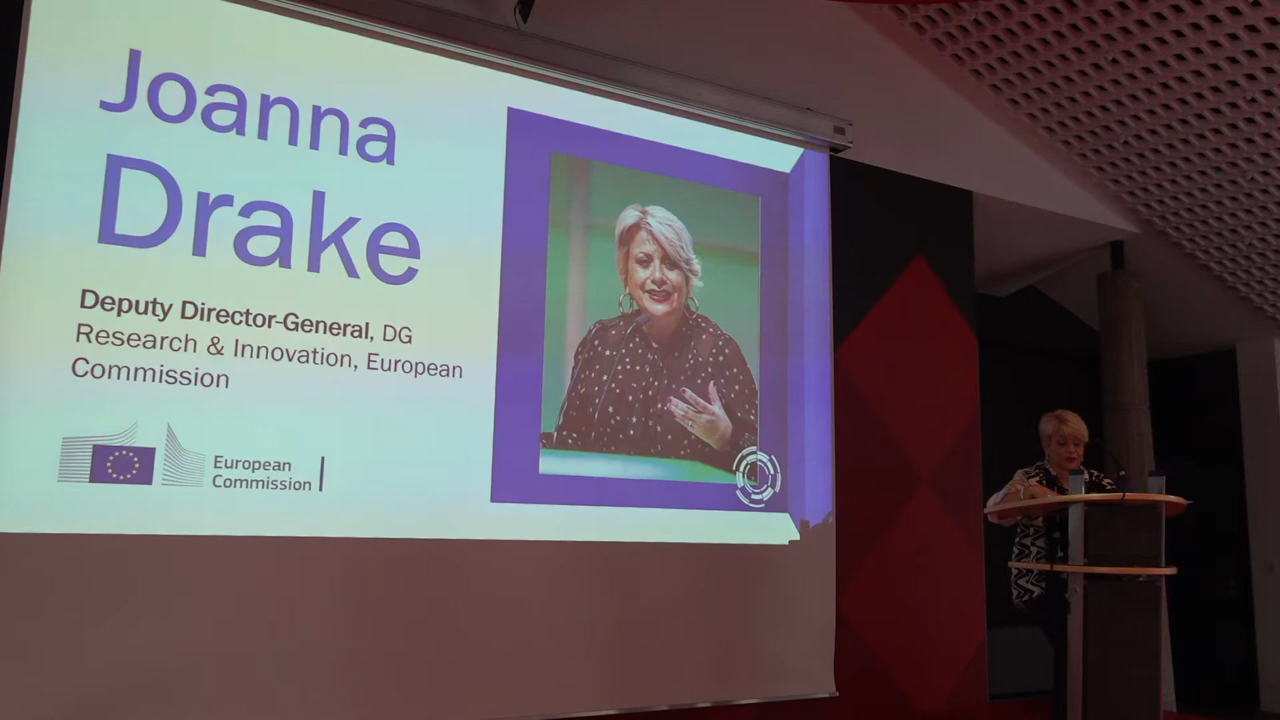 Joanna
Drake
Deputy Director-General, DG
Research & Innovation, European
Commission
European
Commission